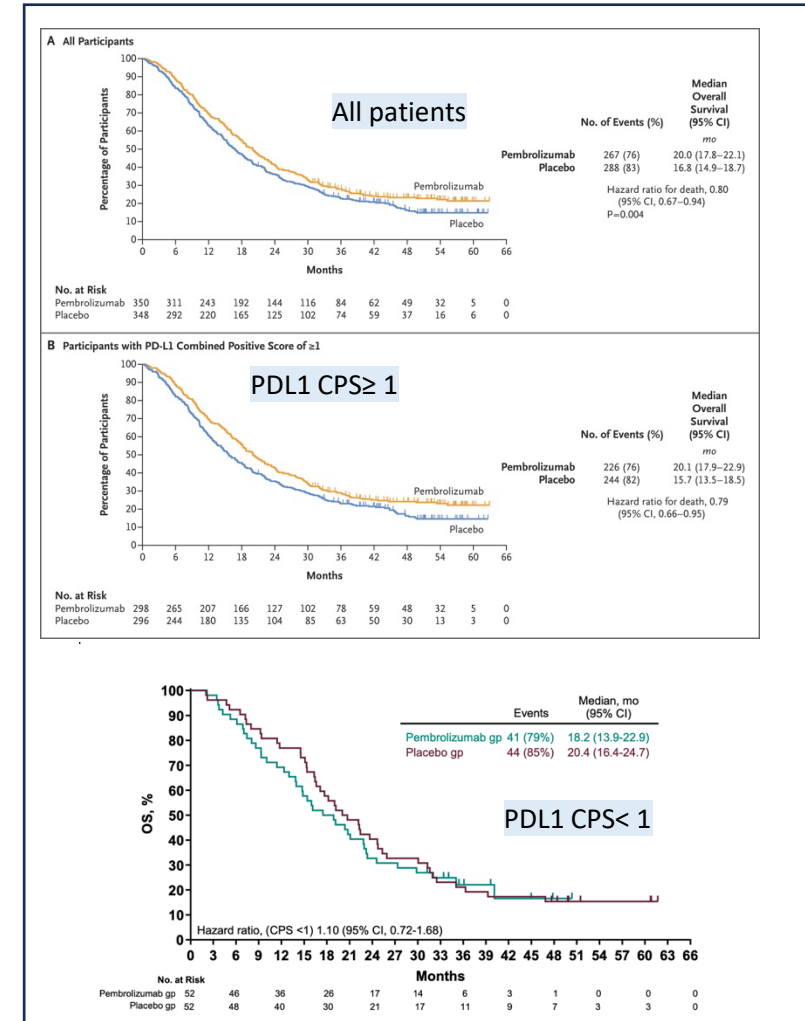 A All Participants
All patients
Percentage of Participants
100
90
80
70
60
50
40
30
20
10
0
Pembrolizumab
Placebo
0 6 12 18 24 30 36 42 48 54 60 66
Months
No. of Events (%) Median Overall Survival (95% CI)
mo
Pembrolizumab 267 (76) 20.0 (17.8–22.1)
Placebo 288 (83) 16.8 (14.9–18.7)
Hazard ratio for death, 0.80
(95% CI, 0.67–0.94)
P=0.004
No. at Risk
Pembrolizumab 350 311 243 192 144 116 84 62 49 32 5 0
Placebo 348 292 220 165 125 102 74 59 37 16 6 0
B Participants with PD-L1 Combined Positive Score of ≥1
PDL1 CPS≥ 1
Percentage of Participants
100
90
80
70
60
50
40
30
20
10
0
Pembrolizumab
Placebo
0 6 12 18 24 30 36 42 48 54 60 66
Months
No. of Events (%) Median Overall Survival (95% CI)
mo
Pembrolizumab 226 (76) 20.1 (17.9–22.9)
Placebo 244 (82) 15.7 (13.5–18.5)
Hazard ratio for death, 0.79
(95% CI, 0.66–0.95)
No. at Risk
Pembrolizumab 298 265 207 166 127 102 78 59 48 32 5 0
Placebo 296 244 180 135 104 85 63 50 30 13 3 0
OS, %
100
90
80
70
60
50
40
30
20
10
0
Events Median, mo (95% CI)
Pembrolizumab gp 41 (79%) 18.2 (13.9-22.9)
Placebo gp 44 (85%) 20.4 (16.4-24.7)
PDL1 CPS< 1
Hazard ratio, (CPS <1) 1.10 (95% CI, 0.72-1.68)
0 3 6 9 12 15 18 21 24 27 30 33 36 39 42 45 48 51 54 57 60 63 66
Months
No. at Risk
Pembrolizumab gp 52 46 36 26 17 14 6 3 1 0 0 0
Placebo gp 52 48 40 30 21 17 11 9 7 3 3 0